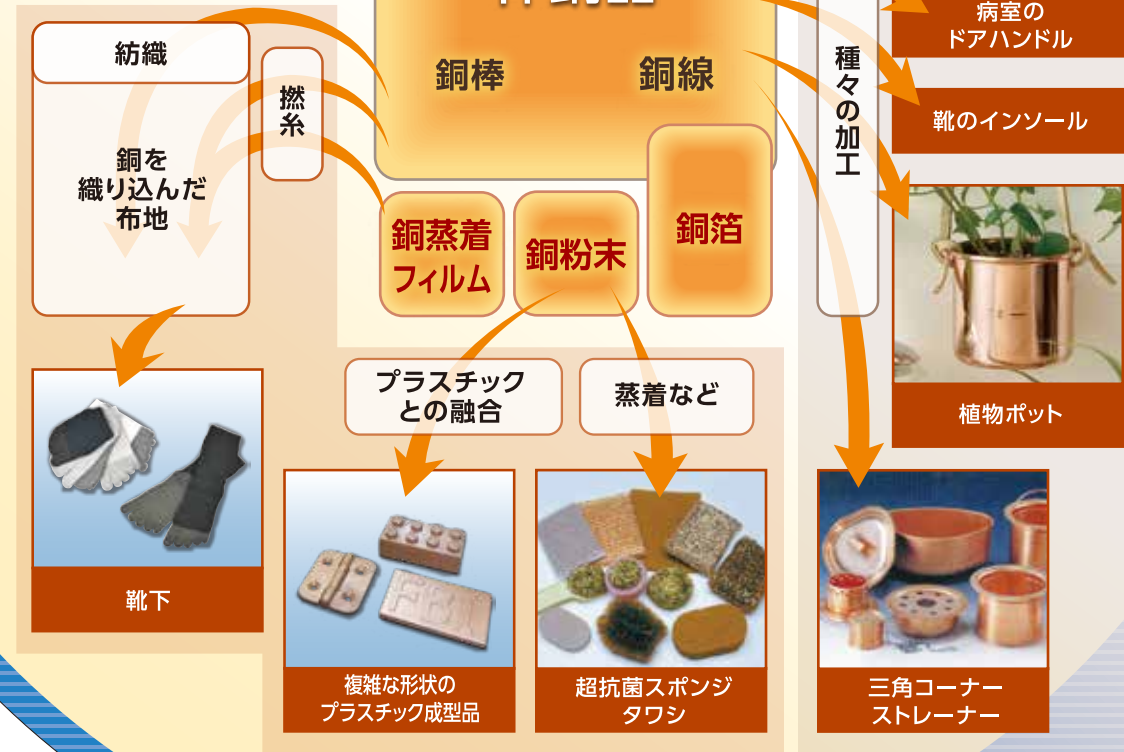 病室の
ドアハンドル
紡織
銅棒
銅線
種々の加工
撚糸
靴のインソール
銅を
織り込んだ
布地
銅蒸着
フィルム
銅粉末
銅箔
プラスチック
との融合
蒸着など
植物ポット
靴下
複雑な形状の
プラスチック成型品
超抗菌スポンジ
タワシ
三角コーナー
ストレーナー